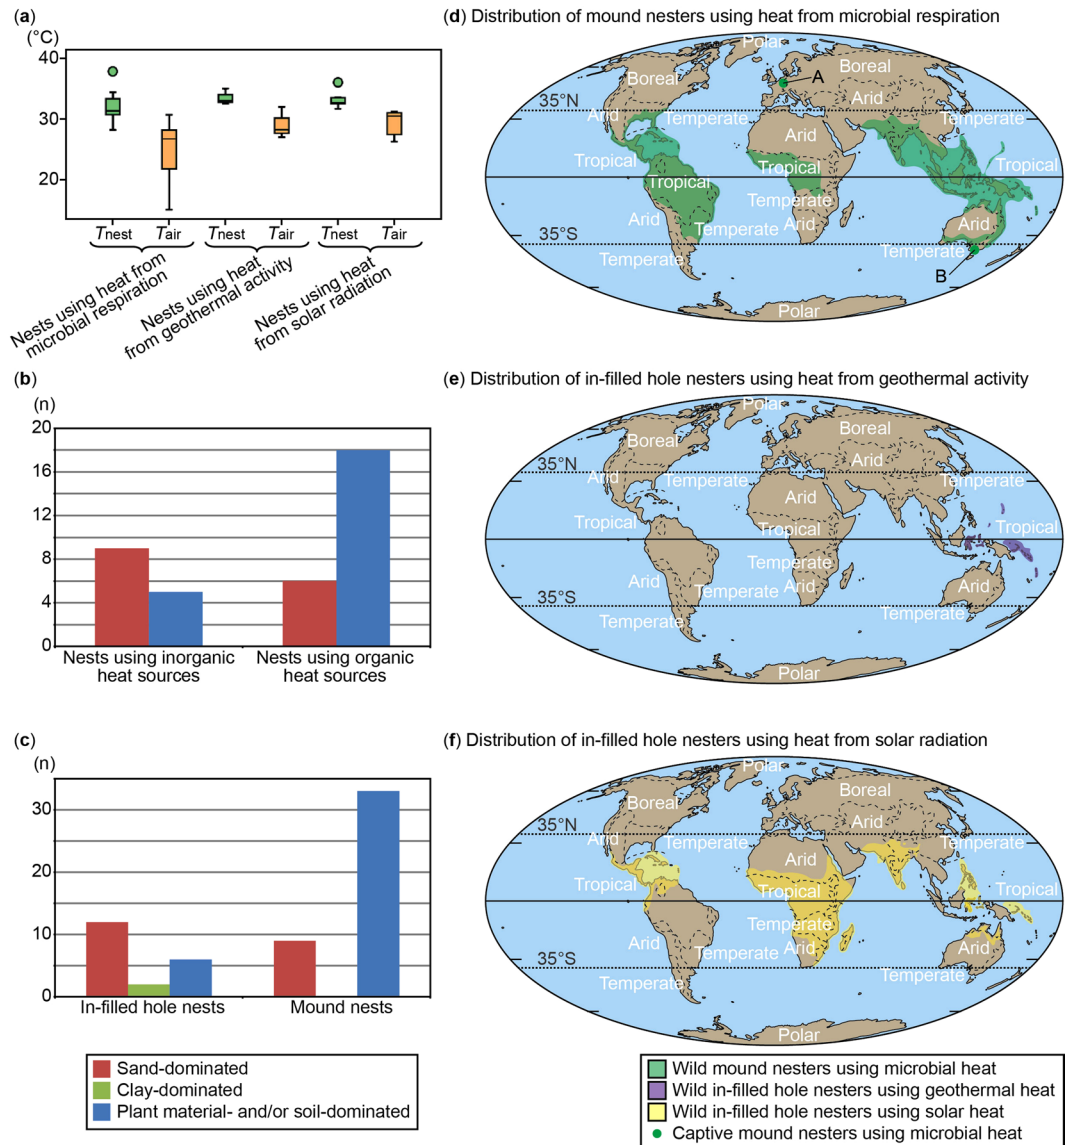 (a)
(°C)
40
30
20
Tnest Tair Tnest Tair Tnest Tair
Nests using heat from
microbial respiration
Nests using heat
from geothermal activity
Nests using heat
from solar radiation
(b)
(n)
20
18
16
14
12
10
8
6
4
2
0
Nests using inorganic
heat sources
Nests using organic
heat sources
(c)
(n)
30
20
10
0
In-filled hole nests
Mound nests
Sand-dominated
Clay-dominated
Plant material- and/or soil-dominated
(d) Distribution of mound nesters using heat from microbial respiration
Polar
Boreal
A
Boreal
35°N
Arid
Arid
Temperate
Temperate
Arid
Tropical
Tropical
Tropical
Tropical
Temperate
Arid
Temperate
Arid
Arid
35°S
Temperate
Temperate
B
Polar
(e) Distribution of in-filled hole nesters using heat from geothermal activity
Polar
Boreal
Boreal
35°N
Arid
Arid
Temperate
Temperate
Arid
Tropical
Tropical
Tropical
Temperate
Arid
Temperate
Arid
Arid
35°S
Temperate
Temperate
Polar
(f) Distribution of in-filled hole nesters using heat from solar radiation
Polar
Boreal
Boreal
35°N
Arid
Arid
Temperate
Temperate
Arid
Tropical
Tropical
Tropical
Temperate
Arid
Temperate
Arid
Arid
35°S
Temperate
Temperate
Polar
Wild mound nesters using microbial heat
Wild in-filled hole nesters using geothermal heat
Wild in-filled hole nesters using solar heat
Captive mound nesters using microbial heat